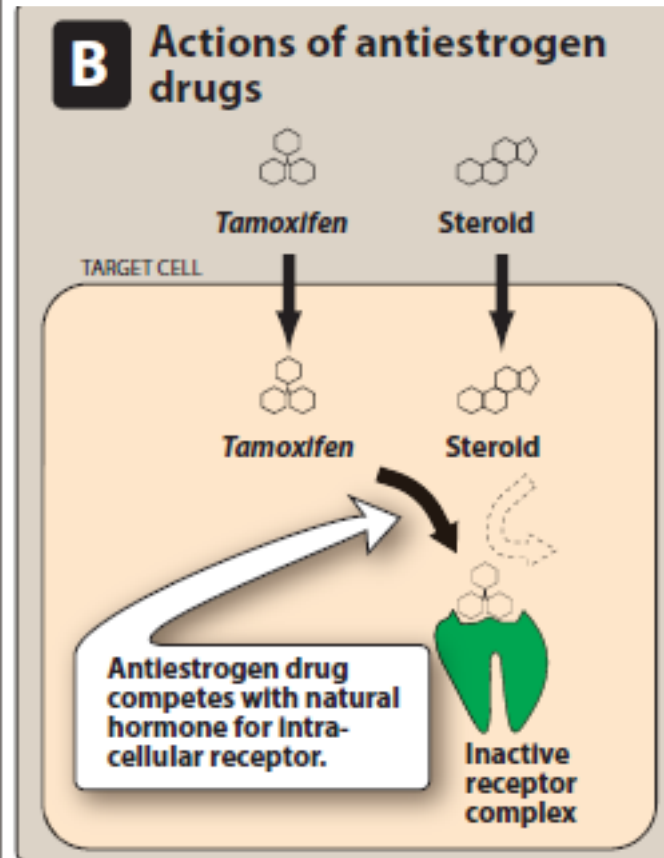 B
Actions of antiestrogen
drugs
Tamoxifen
Steroid
TARGET CELL
Tamoxifen
Steroid
Antiestrogen drug
competes with natural
hormone for intra-
cellular receptor.
Inactive
receptor
complex